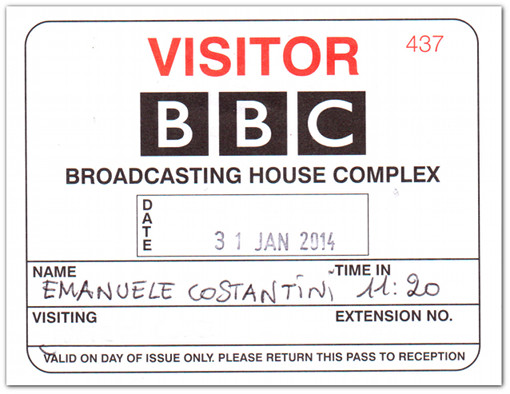 VISITOR 437
BBC
BROADCASTING HOUSE COMPLEX
DATE 31 JAN 2014
NAME TIME IN
EMANUELE COSTANTINI 11:20
VISITING EXTENSION NO.
VALID ON DAY OF ISSUE ONLY. PLEASE RETURN THIS PASS TO RECEPTION